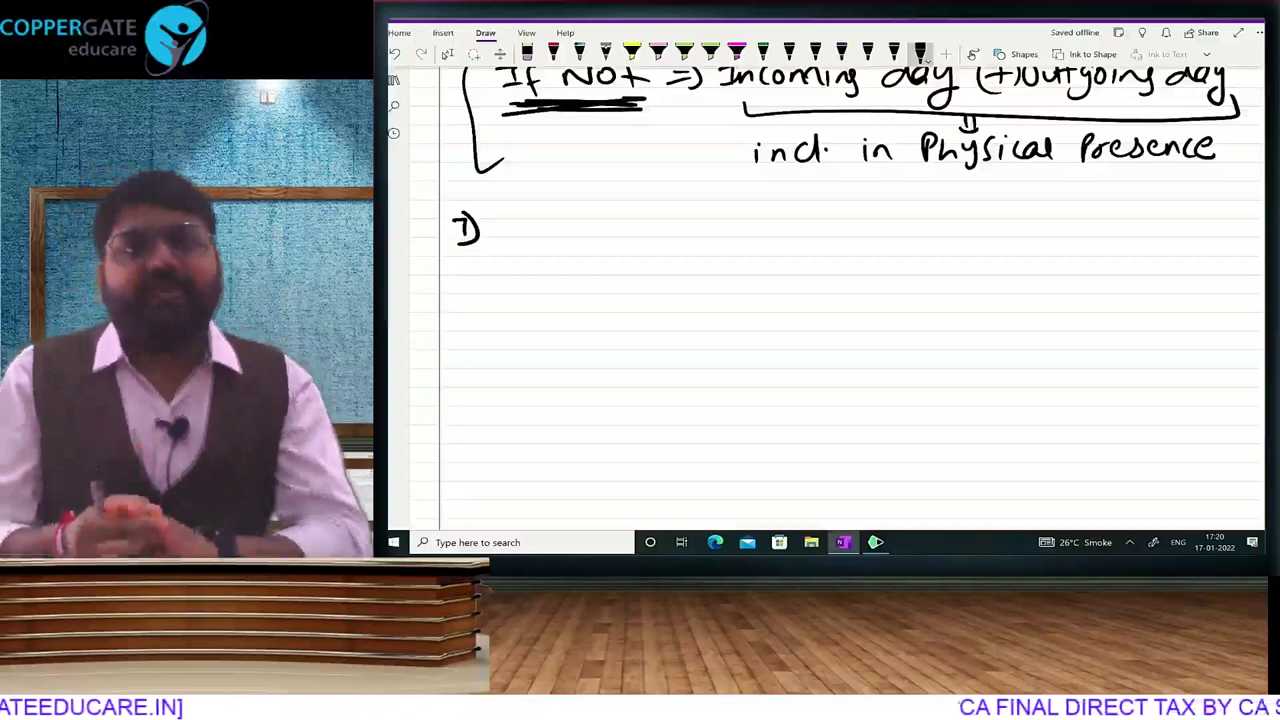 COPPERGATE
educare
Home Insert Draw View Help
Saved offline
Share
Shapes
Ink to Shape
Ink to Text
If Not => Incoming day (+) Outgoing day
incl. in Physical Presence
D
Type here to search
26°C Smoke
ENG
17:20
17-01-2022
ATEEDUCARE.IN]
CA FINAL DIRECT TAX BY CA S